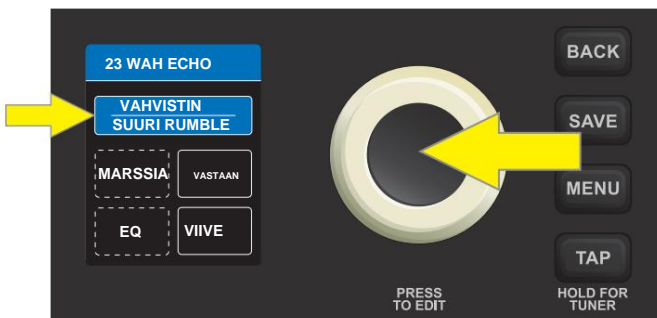 23 WAH ECHO
VAHVISTIN
SUURI RUMBLE
MARSSIA
VASTAAN
EQ
VIIVE
BACK
SAVE
MENU
TAP
PRESS
TO EDIT
HOLD FOR
TUNER